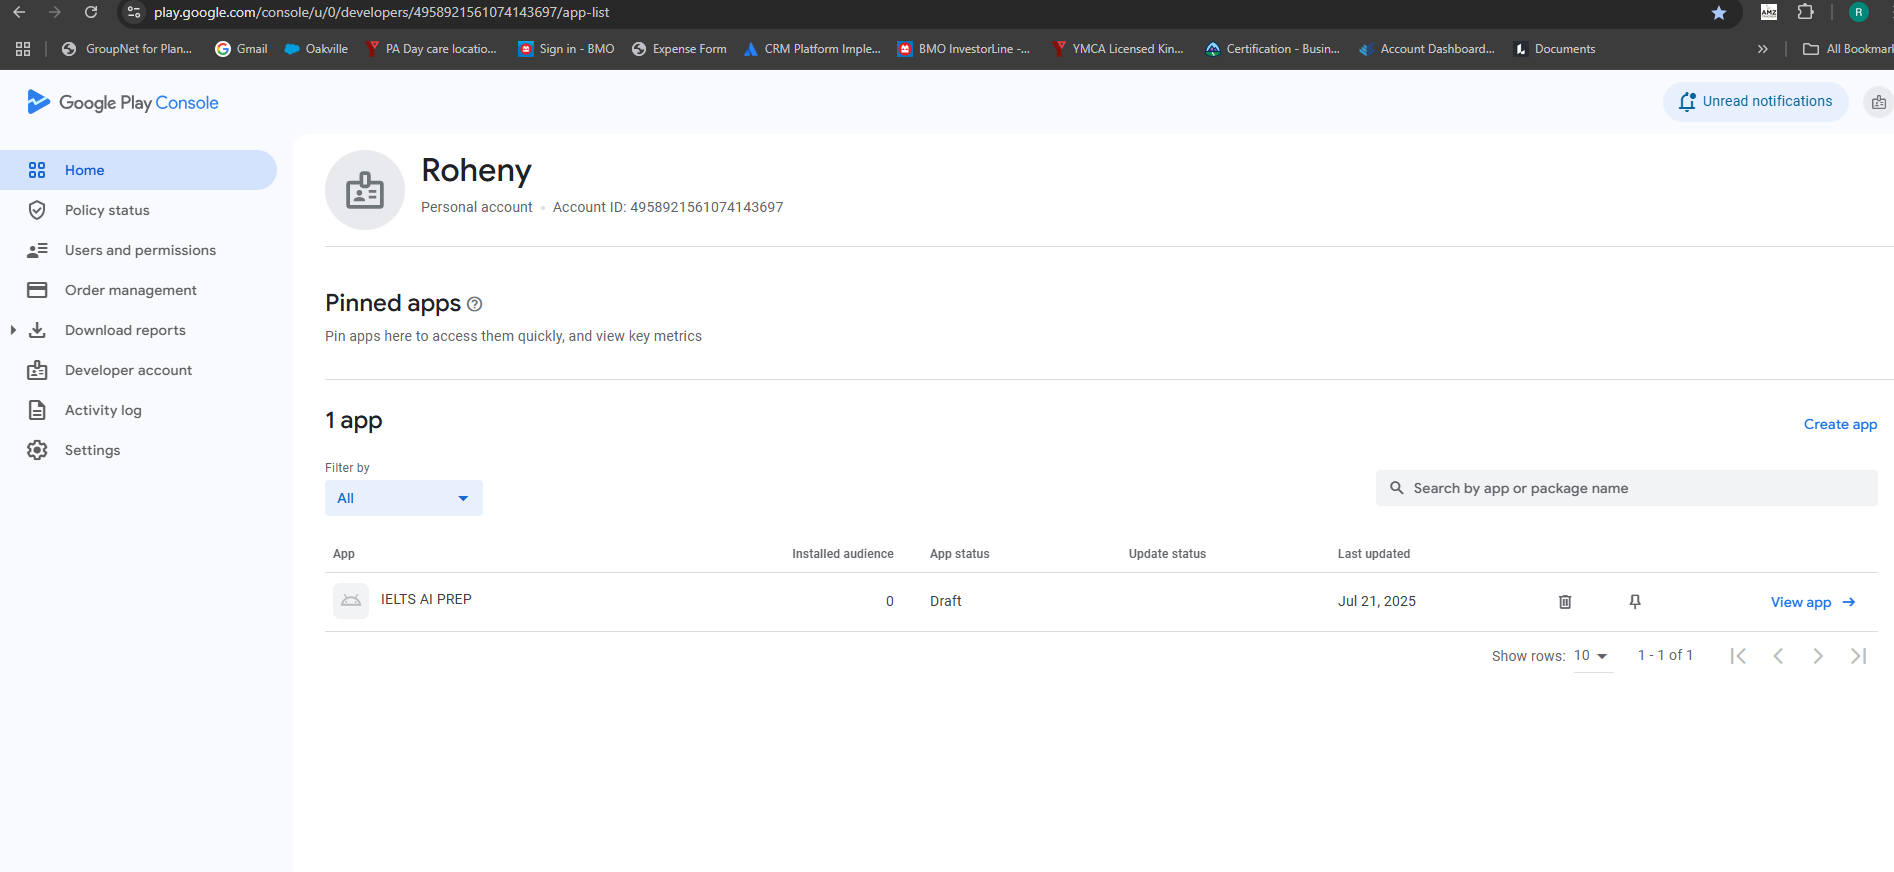 play.google.com/console/u/0/developers/4958921561074143697/app-list
AMZ
R
GroupNet for Plan...
Gmail
Oakville
PA Day care locatio...
Sign in - BMO
Expense Form
CRM Platform Imple...
BMO InvestorLine -...
YMCA Licensed Kin...
Certification - Busin...
Account Dashboard...
Documents
All Bookmar
Google Play Console
Unread notifications
Home
Policy status
Users and permissions
Order management
Download reports
Developer account
Activity log
Settings
Roheny
Personal account • Account ID: 4958921561074143697
Pinned apps
Pin apps here to access them quickly, and view key metrics
1 app
Create app
Filter by
All
Search by app or package name
App Installed audience App status Update status Last updated
IELTS AI PREP 0 Draft Jul 21, 2025 View app
Show rows: 10 1 - 1 of 1